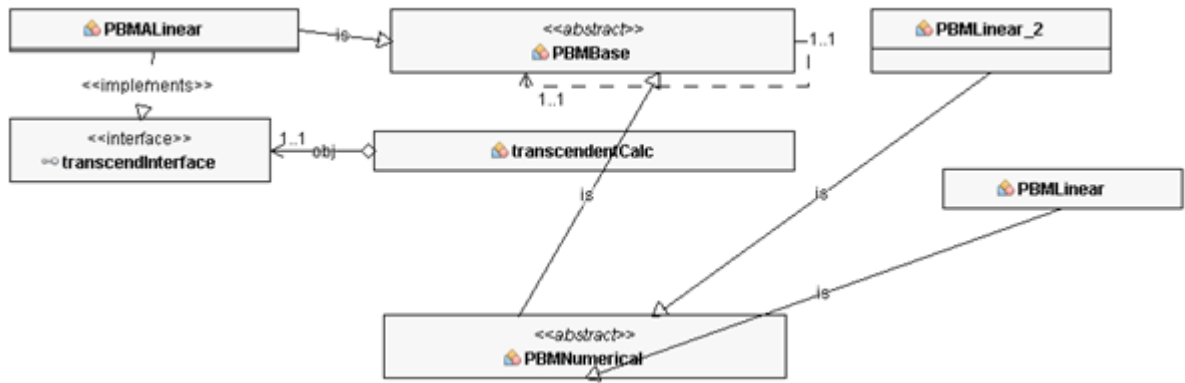 PBMALinear
is
<<abstract>>
PBMBase
1..1
1..1
PBMLinear_2
<<implements>>
<<interface>>
transcendInterface
1..1
obj
transcendentCalc
is
is
PBMLinear
is
<<abstract>>
PBMNumerical